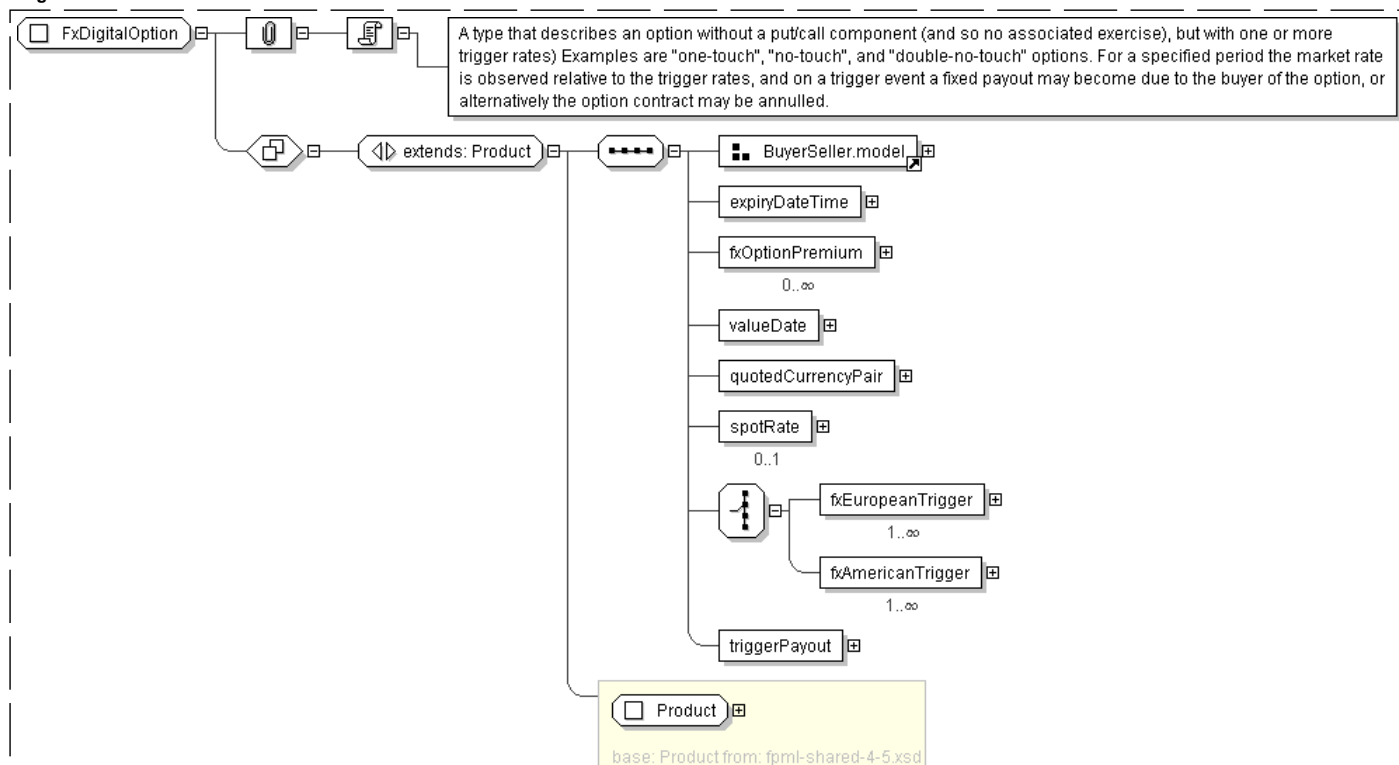 FxDigitalOption
A type that describes an option without a put/call component (and so no associated exercise), but with one or more
trigger rates) Examples are "one-touch", "no-touch", and "double-no-touch" options. For a specified period the market rate
is observed relative to the trigger rates, and on a trigger event a fixed payout may become due to the buyer of the option, or
alternatively the option contract may be annulled.
extends: Product
BuyerSeller.model
expiryDateTime
fxOptionPremium
0..∞
valueDate
quotedCurrencyPair
spotRate
0..1
fxEuropeanTrigger
1..∞
fxAmericanTrigger
1..∞
triggerPayout
Product
base: Product from: fpml-shared-4-5.xsd